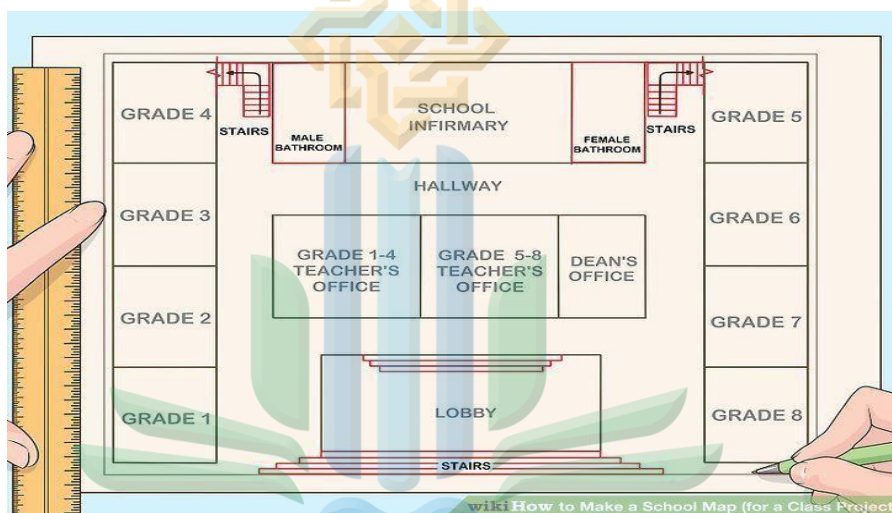 GRADE 4
STAIRS
MALE
BATHROOM
SCHOOL
INFIRMARY
FEMALE
BATHROOM
STAIRS
GRADE 5
HALLWAY
GRADE 3
GRADE 6
GRADE 1-4
TEACHER'S
OFFICE
GRADE 5-8
TEACHER'S
OFFICE
DEAN'S
OFFICE
GRADE 2
GRADE 7
GRADE 1
LOBBY
GRADE 8
STAIRS
wikiHow to Make a School Map (for a Class Project